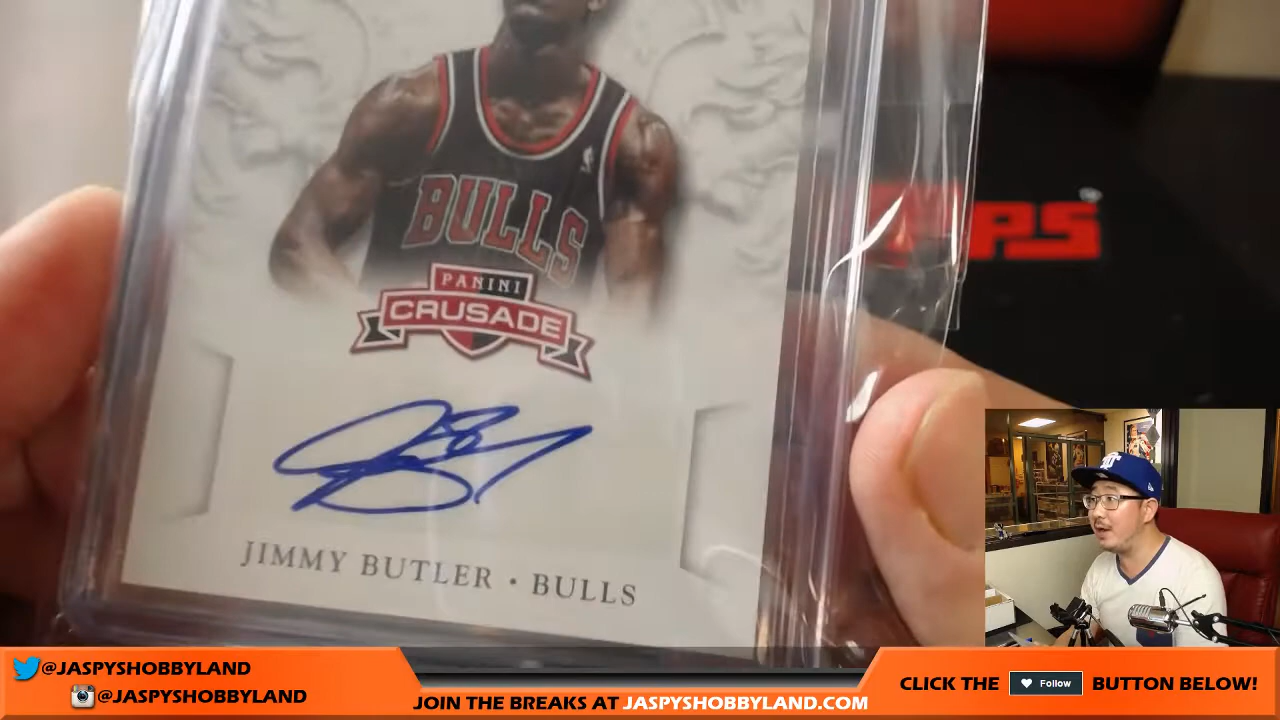 BULLS
PANINI
CRUSADE
JIMMY BUTLER • BULLS
@JASPYSHOBBYLAND
@JASPYSHOBBYLAND
JOIN THE BREAKS AT JASPYSHOBBYLAND.COM
CLICK THE Follow BUTTON BELOW!